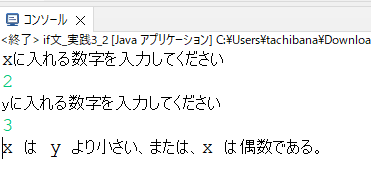 コンソール
<終了> if文_実践3_2 [Java アプリケーション] C:¥Users¥tachibana¥Downloa
xに入れる数字を入力してください
2
yに入れる数字を入力してください
3
x は y より小さい、または、x は偶数である。